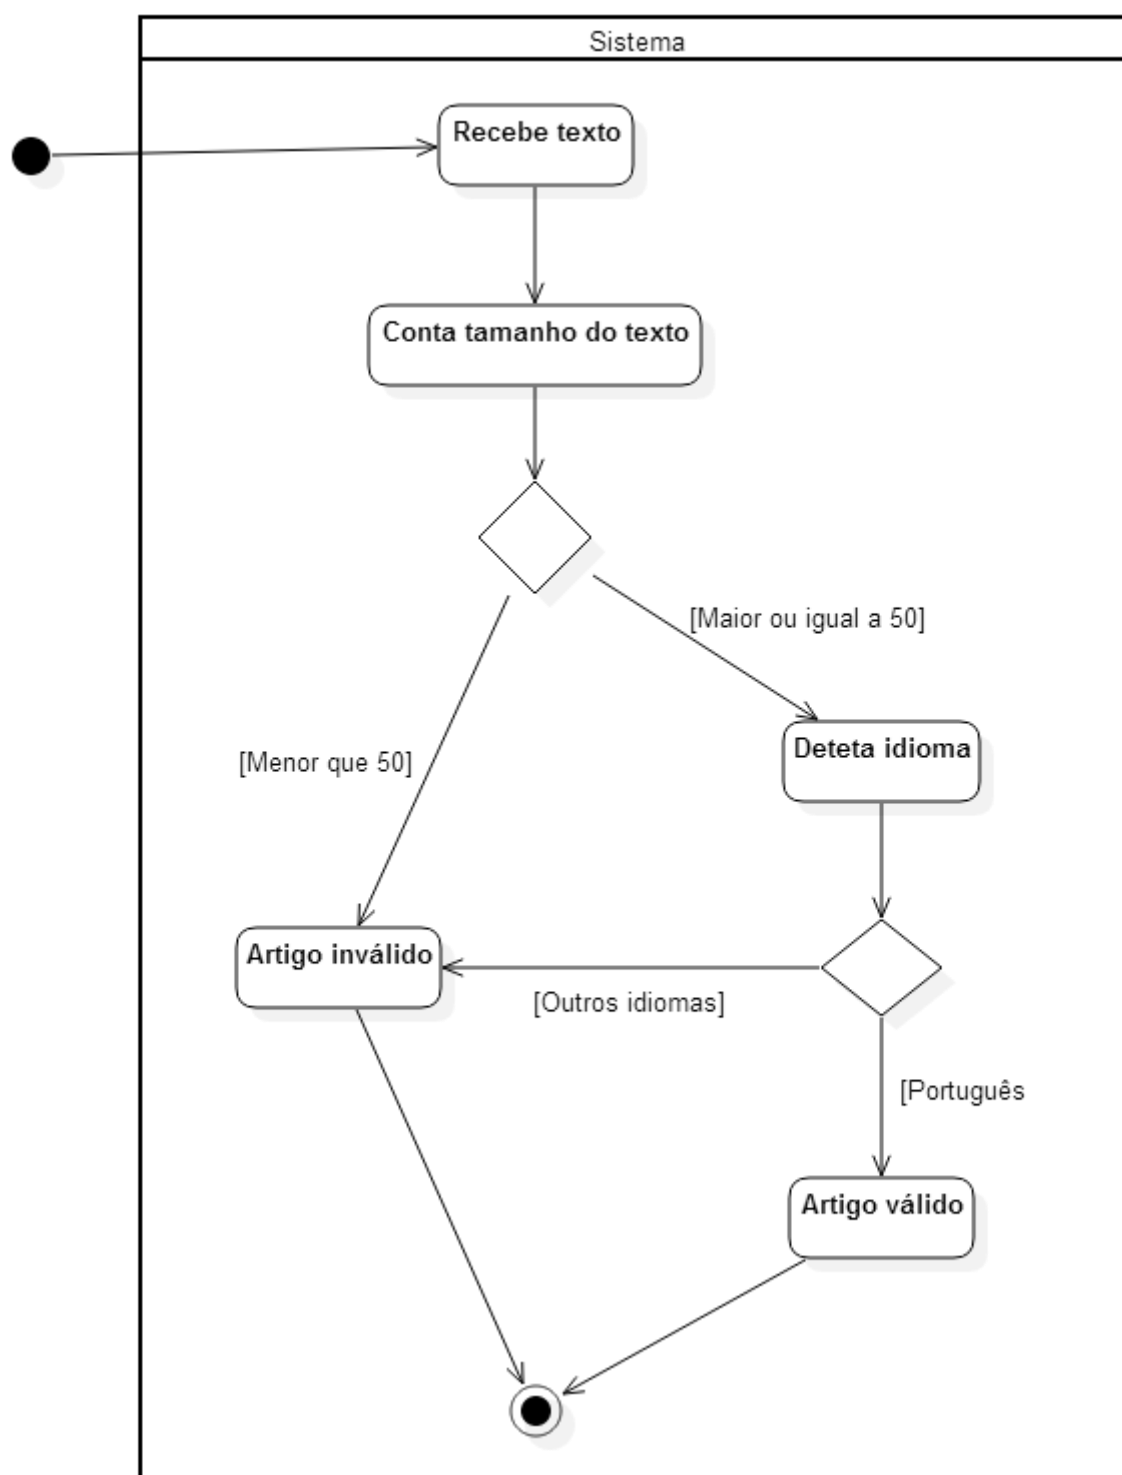 Sistema
Recebe texto
Conta tamanho do texto
[Maior ou igual a 50]
Deteta idioma
[Menor que 50]
Artigo inválido
[Outros idiomas]
[Português
Artigo válido